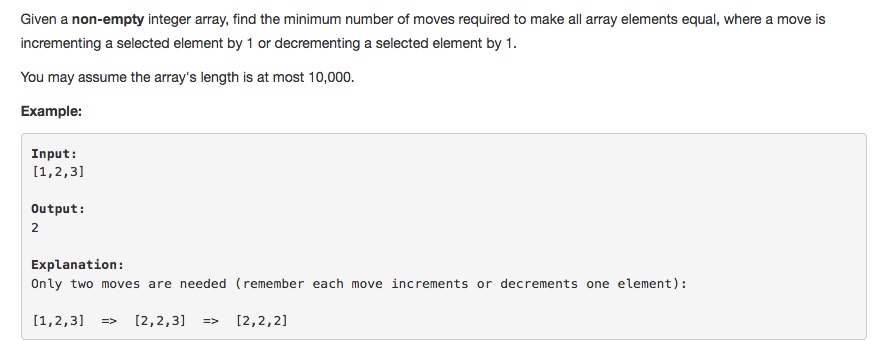 Given a non-empty integer array, find the minimum number of moves required to make all array elements equal, where a move is
incrementing a selected element by 1 or decrementing a selected element by 1.
You may assume the array's length is at most 10,000.
Example:
Input:
[1,2,3]
Output:
2
Explanation:
Only two moves are needed (remember each move increments or decrements one element):
[1,2,3]  =>  [2,2,3]  =>  [2,2,2]